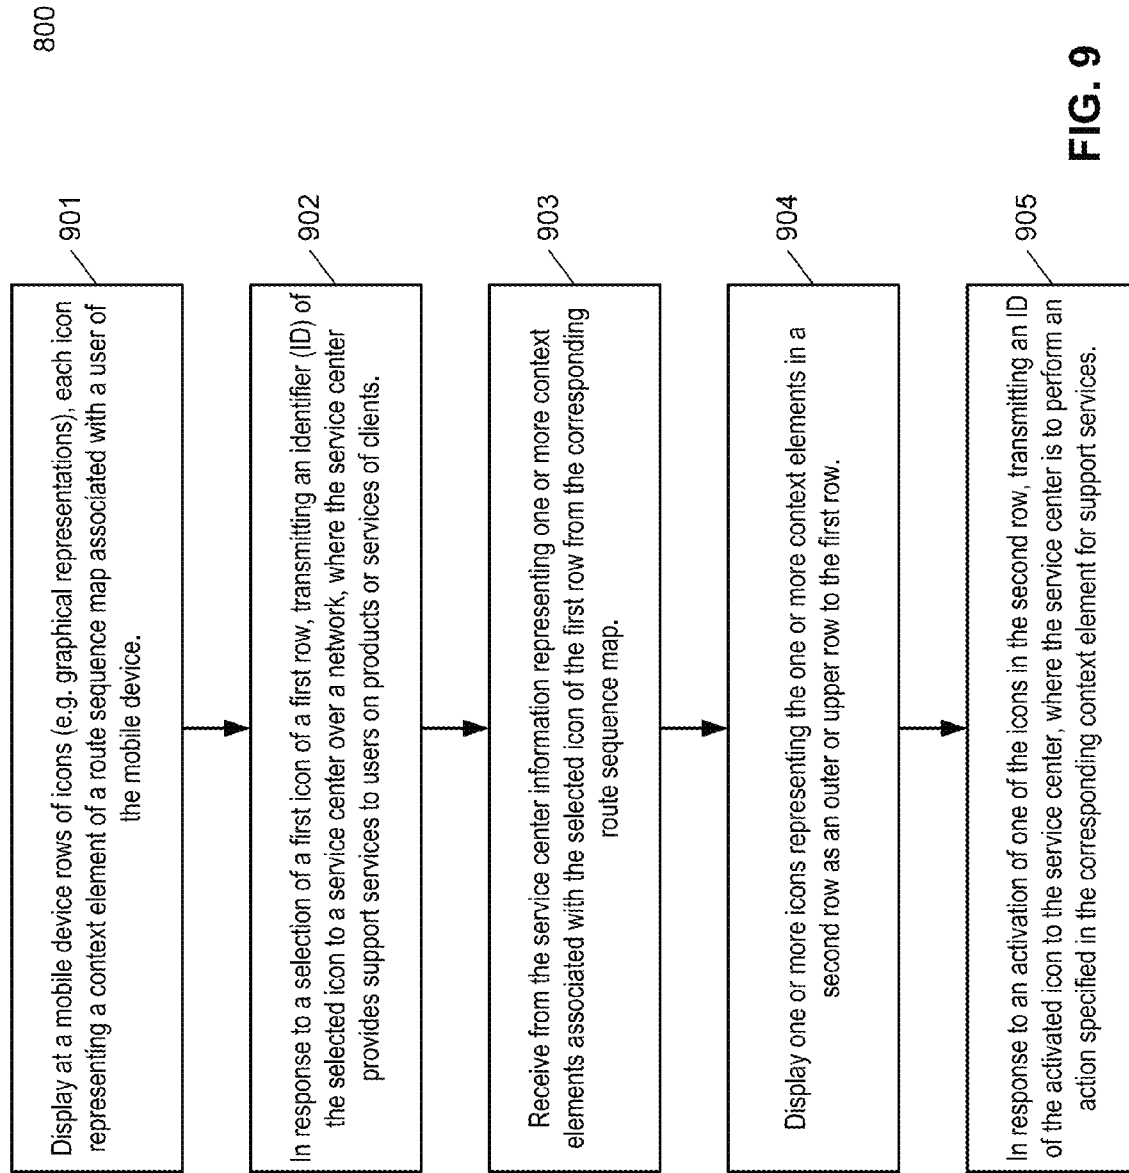 800
Display at a mobile device rows of icons (e.g. graphical representations), each icon
representing a context element of a route sequence map associated with a user of
the mobile device.
901
In response to a selection of a first icon of a first row, transmitting an identifier (ID) of
the selected icon to a service center over a network, where the service center
provides support services to users on products or services of clients.
902
Receive from the service center information representing one or more context
elements associated with the selected icon of the first row from the corresponding
route sequence map.
903
Display one or more icons representing the one or more context elements in a
second row as an outer or upper row to the first row.
904
In response to an activation of one of the icons in the second row, transmitting an ID
of the activated icon to the service center, where the service center is to perform an
action specified in the corresponding context element for support services.
905
FIG. 9